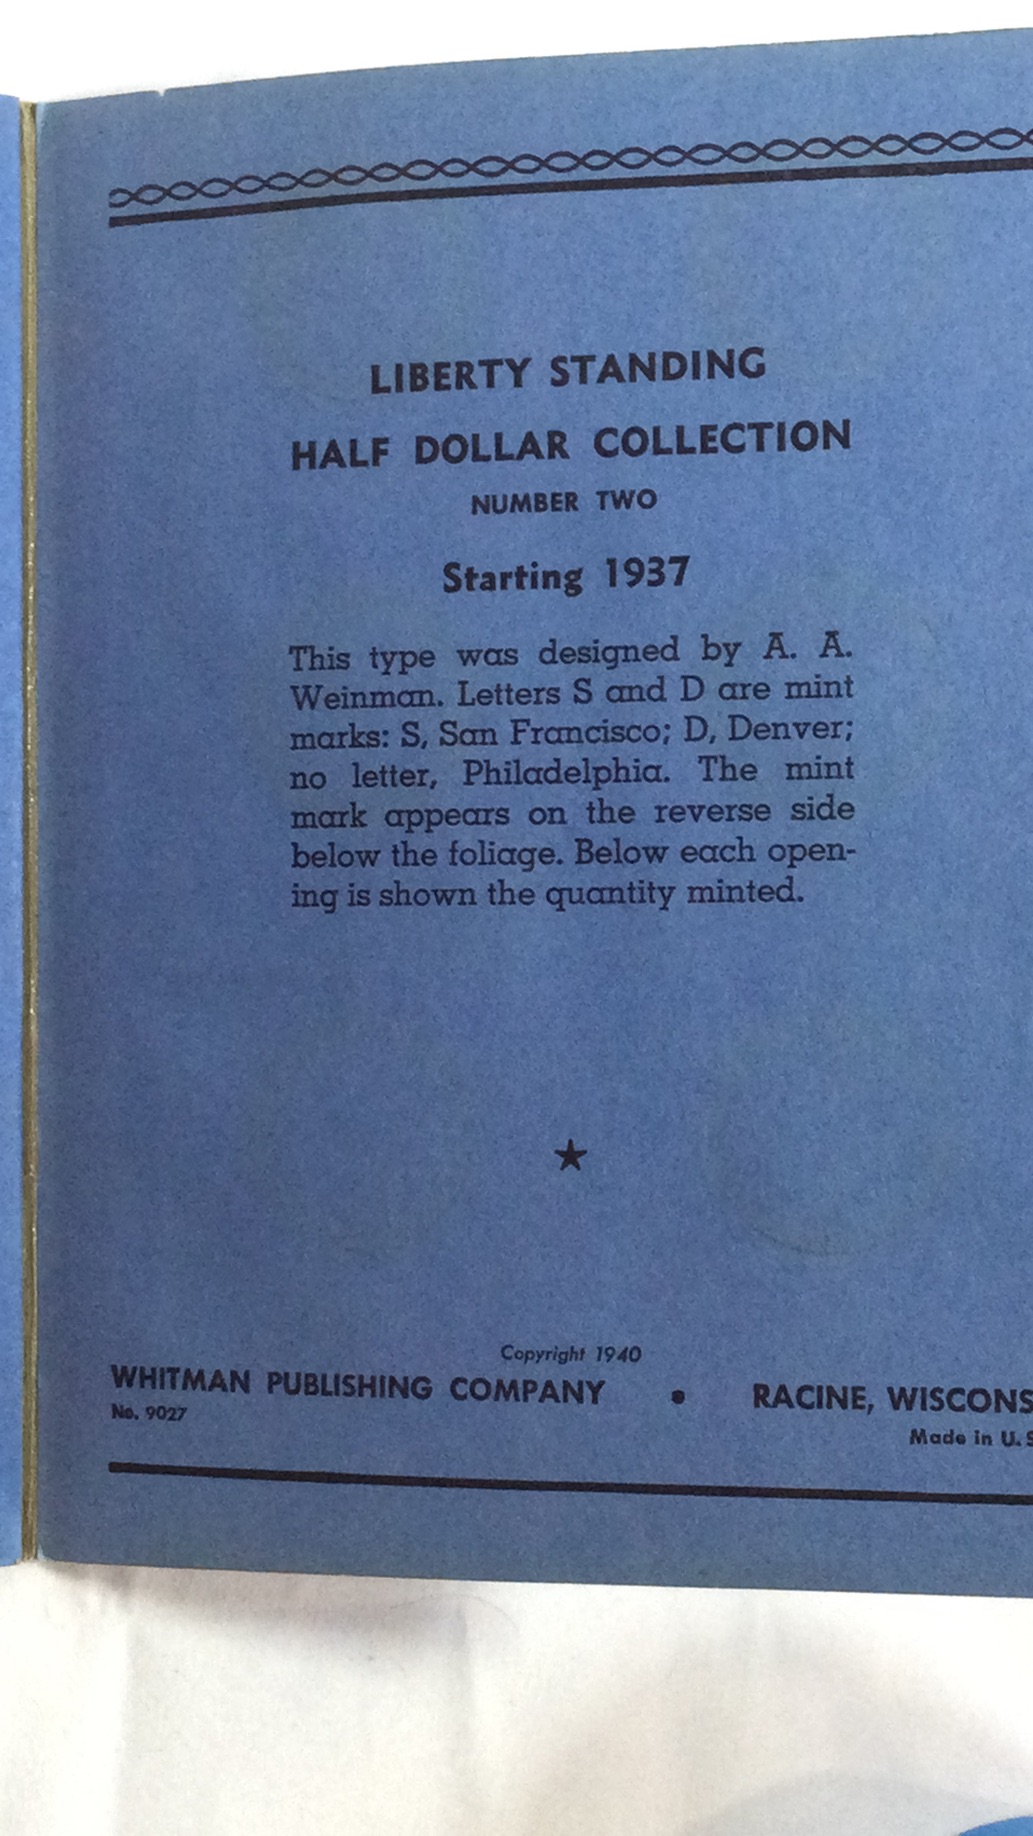 LIBERTY STANDING
HALF DOLLAR COLLECTION
NUMBER TWO
Starting 1937
This type was designed by A. A.
Weinman. Letters S and D are mint
marks: S, San Francisco; D, Denver;
no letter, Philadelphia. The mint
mark appears on the reverse side
below the foliage. Below each open-
ing is shown the quantity minted.
Copyright 1940
WHITMAN PUBLISHING COMPANY • RACINE, WISCONS
No. 9027
Made in U. S